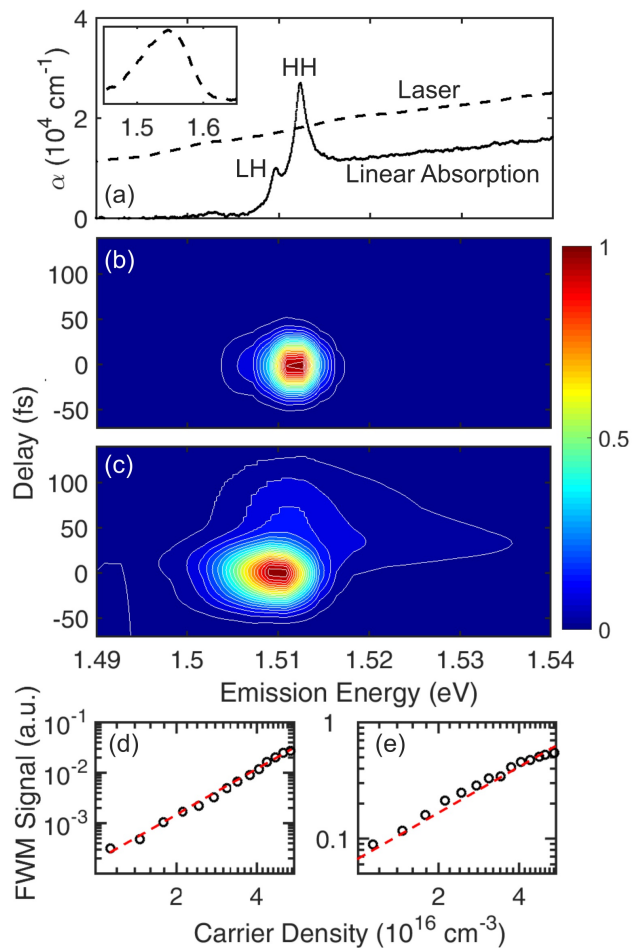 4
α (10⁴ cm⁻¹)
HH
Laser
2
LH
1.5 1.6
(a)
Linear Absorption
0
(b)
100
1
50
0
-50
Delay (fs)
0.5
(c)
100
50
0
-50
0
1.49 1.5 1.51 1.52 1.53 1.54
Emission Energy (eV)
FWM Signal (a.u.)
10⁻¹
(d)
10⁻²
10⁻³
1
(e)
0.1
2 4
2 4
Carrier Density (10¹⁶ cm⁻³)